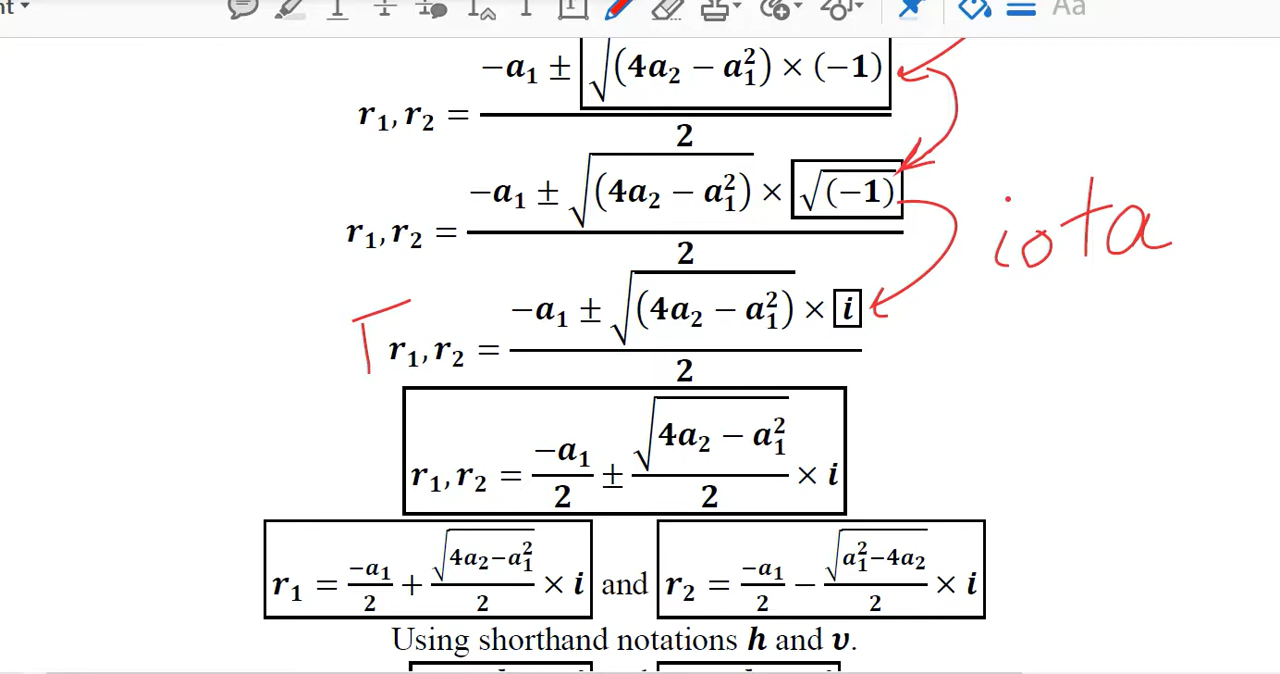 nt
Aa
r₁, r₂ = (−a₁ ± √((4a₂ − a₁²) × (−1))) / 2
r₁, r₂ = (−a₁ ± √(4a₂ − a₁²) × √(−1)) / 2
iota
r₁, r₂ = (−a₁ ± √(4a₂ − a₁²) × i) / 2
r₁, r₂ = −a₁/2 ± √(4a₂ − a₁²)/2 × i
r₁ = −a₁/2 + √(4a₂−a₁²)/2 × i and r₂ = −a₁/2 − √(a₁²−4a₂)/2 × i
Using shorthand notations h and v.